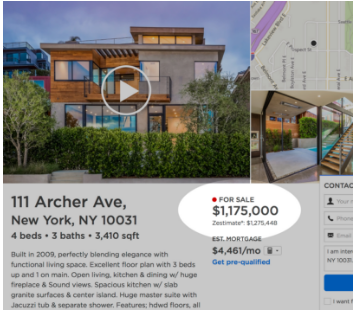 111 Archer Ave,
New York, NY 10031
4 beds • 3 baths • 3,410 sqft
Built in 2009, perfectly blending elegance with
functional living space. Excellent floor plan with 3 beds
up and 1 on main. Open living, kitchen & dining w/ huge
fireplace & Sound views. Spacious kitchen w/ slab
granite surfaces & center island. Huge master suite with
Jacuzzi tub & separate shower. Features; hdwd floors, all
FOR SALE
$1,175,000
Zestimate®: $1,275,448
EST. MORTGAGE
$4,461/mo
Get pre-qualified
E Prospect St
CONTAC
Your n
Phone
Email
I am inter
NY 10031.
I want f